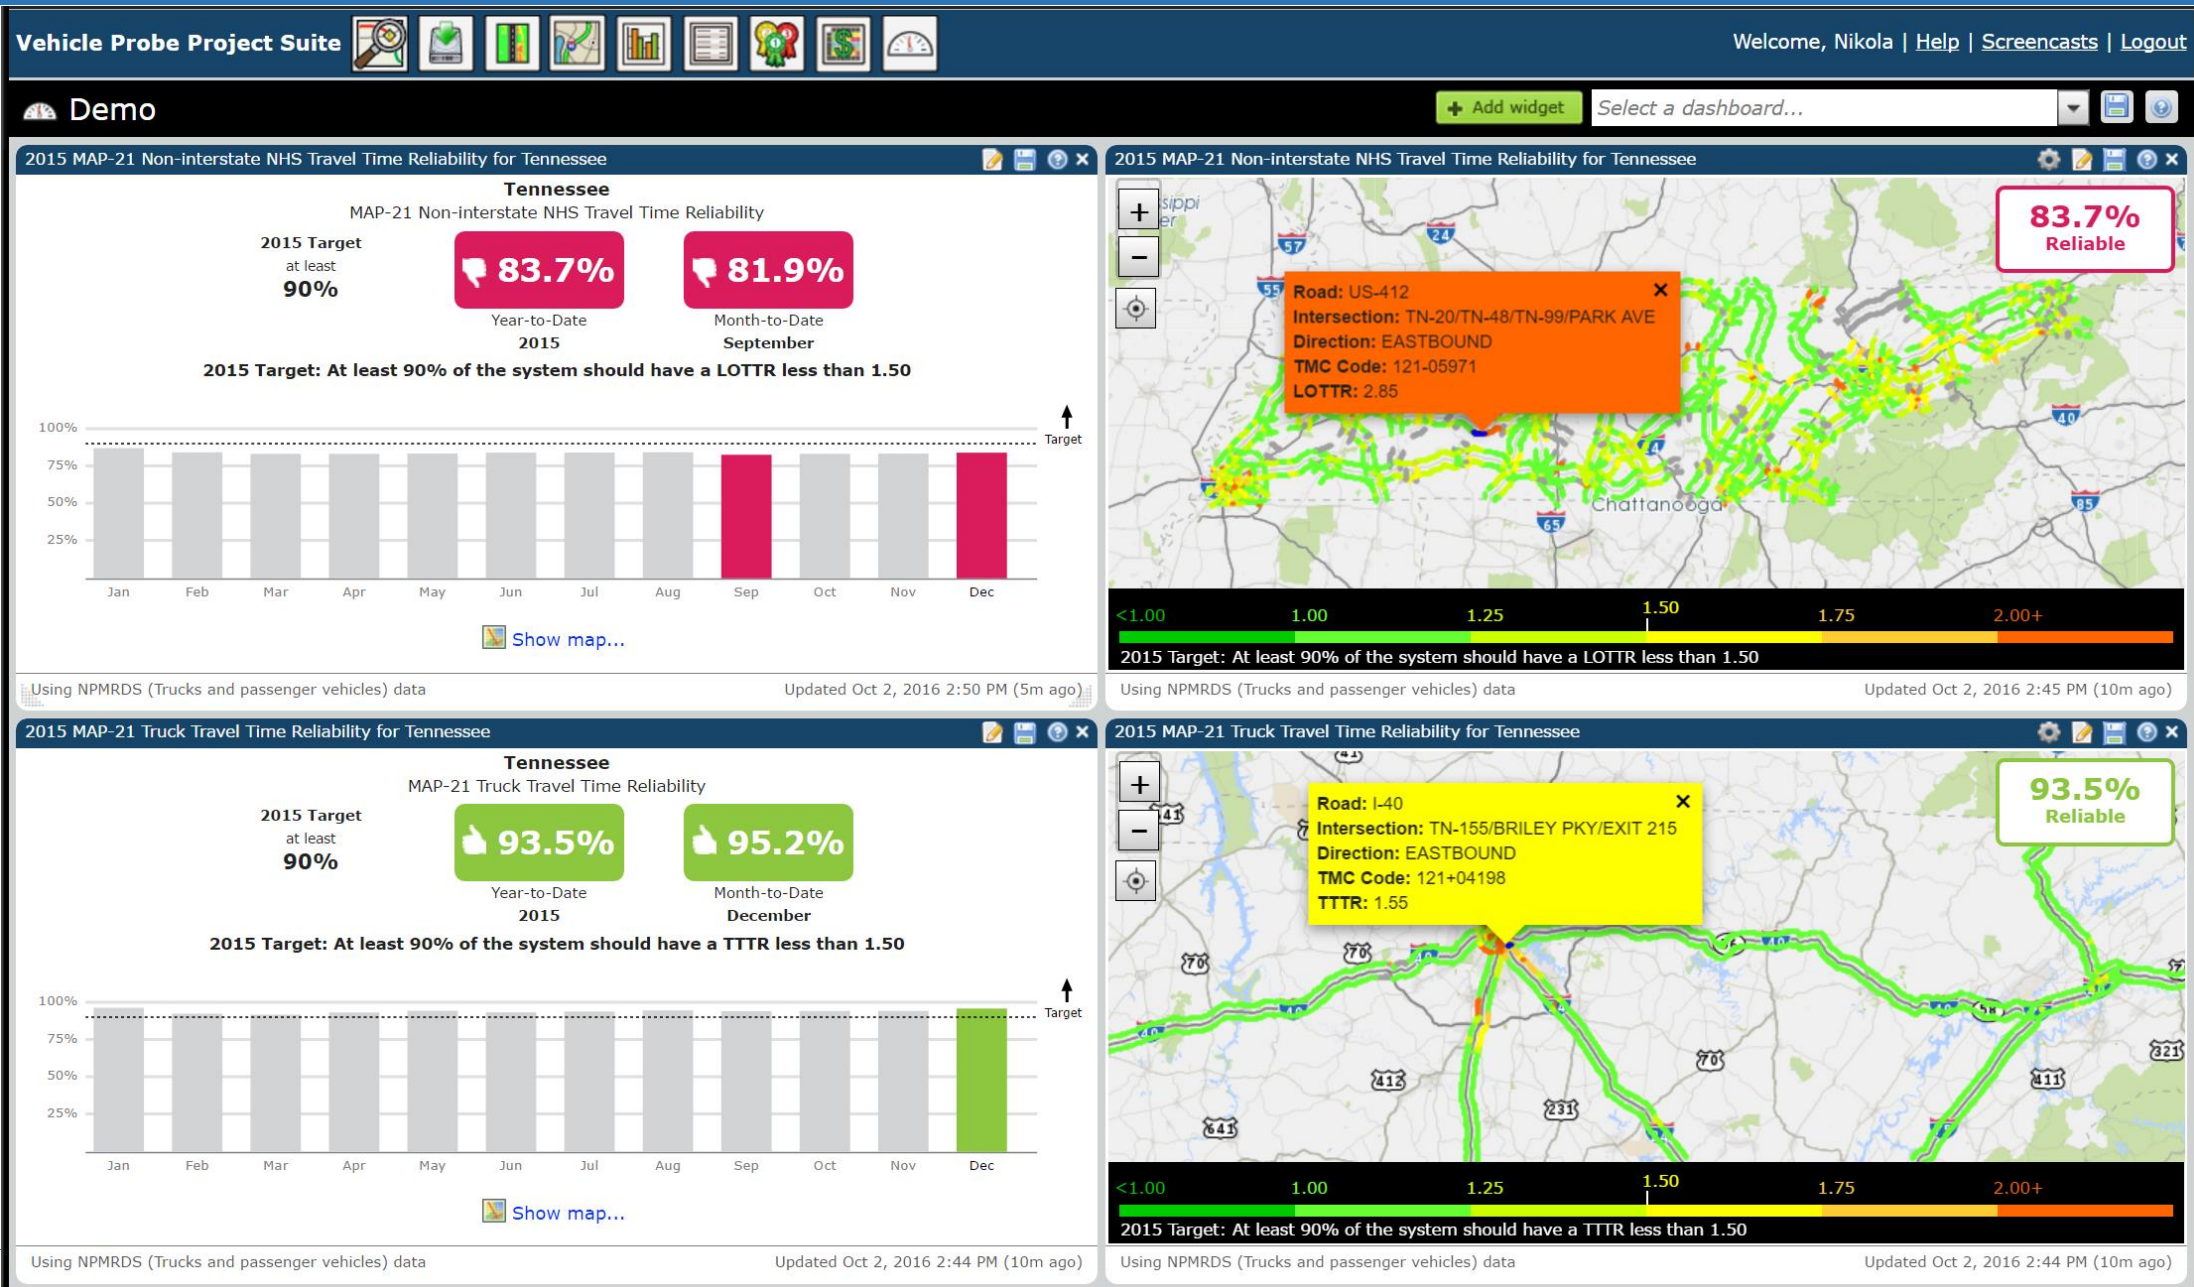 Vehicle Probe Project Suite
Welcome, Nikola | Help | Screencasts | Logout
Demo
Add widget
Select a dashboard...
2015 MAP-21 Non-interstate NHS Travel Time Reliability for Tennessee
Tennessee
MAP-21 Non-interstate NHS Travel Time Reliability
2015 Target
at least
90%
83.7%
Year-to-Date
2015
81.9%
Month-to-Date
September
2015 Target: At least 90% of the system should have a LOTTR less than 1.50
100%
75%
50%
25%
Target
Jan Feb Mar Apr May Jun Jul Aug Sep Oct Nov Dec
Show map...
Using NPMRDS (Trucks and passenger vehicles) data
Updated Oct 2, 2016 2:50 PM (5m ago)
2015 MAP-21 Non-interstate NHS Travel Time Reliability for Tennessee
83.7%
Reliable
57
24
55
Road: US-412
Intersection: TN-20/TN-48/TN-99/PARK AVE
Direction: EASTBOUND
TMC Code: 121-05971
LOTTR: 2.85
40
Chattanooga
85
65
<1.00 1.00 1.25 1.50 1.75 2.00+
2015 Target: At least 90% of the system should have a LOTTR less than 1.50
Using NPMRDS (Trucks and passenger vehicles) data
Updated Oct 2, 2016 2:45 PM (10m ago)
2015 MAP-21 Truck Travel Time Reliability for Tennessee
Tennessee
MAP-21 Truck Travel Time Reliability
2015 Target
at least
90%
93.5%
Year-to-Date
2015
95.2%
Month-to-Date
December
2015 Target: At least 90% of the system should have a TTTR less than 1.50
100%
75%
50%
25%
Target
Jan Feb Mar Apr May Jun Jul Aug Sep Oct Nov Dec
Show map...
Using NPMRDS (Trucks and passenger vehicles) data
Updated Oct 2, 2016 2:44 PM (10m ago)
2015 MAP-21 Truck Travel Time Reliability for Tennessee
93.5%
Reliable
41
Road: I-40
Intersection: TN-155/BRILEY PKY/EXIT 215
Direction: EASTBOUND
TMC Code: 121+04198
TTTR: 1.55
70
70
40
58
321
70
412
411
231
641
<1.00 1.00 1.25 1.50 1.75 2.00+
2015 Target: At least 90% of the system should have a TTTR less than 1.50
Using NPMRDS (Trucks and passenger vehicles) data
Updated Oct 2, 2016 2:44 PM (10m ago)